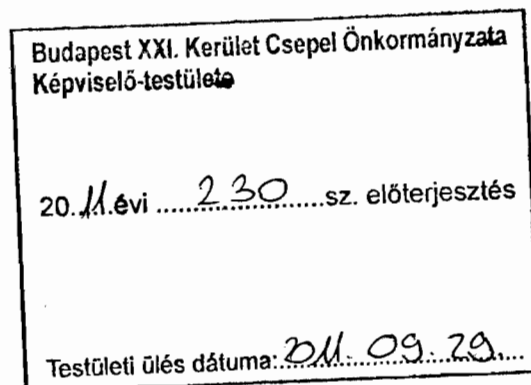 Budapest XXI. Kerület Csepel Önkormányzata
Képviselő-testülete
20.11.évi ......230......sz. előterjesztés
Testületi ülés dátuma: 2011. 09. 29.